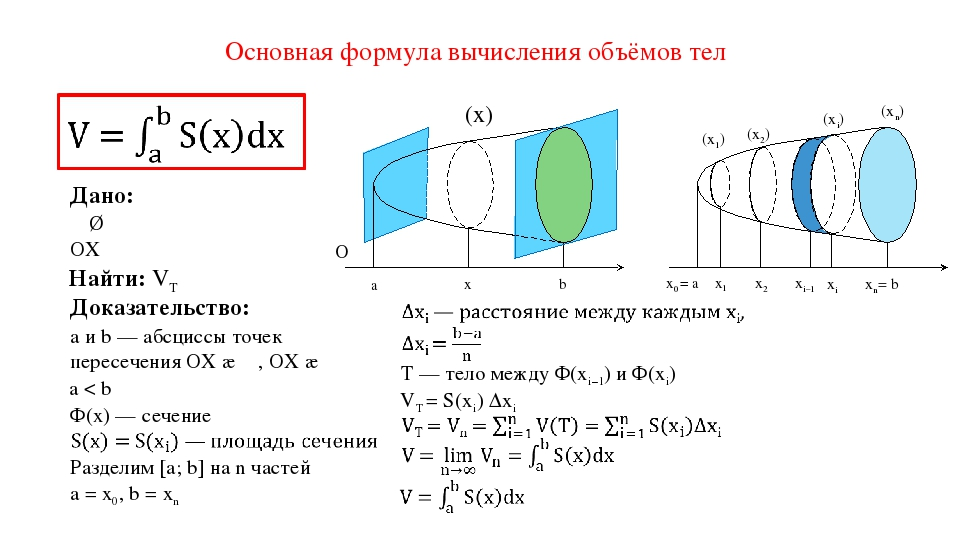 Основная формула вычисления объёмов тел
V = ∫ₐᵇ S(x)dx
Дано:
Ø
OX
Найти: V_T
Доказательство:
a и b — абсциссы точек
пересечения OX æ , OX æ
a < b
Ф(x) — сечение
S(x) = S(xᵢ) — площадь сечения
Разделим [a; b] на n частей
a = x₀, b = xₙ
(x)
O
a x b
(x₁) (x₂) (xᵢ) (xₙ)
x₀ = a x₁ x₂ xᵢ₋₁ xᵢ xₙ = b
Δxᵢ — расстояние между каждым xᵢ,
Δxᵢ = (b−a)/n
T — тело между Ф(xᵢ₋₁) и Ф(xᵢ)
V_T = S(xᵢ) Δxᵢ
V_T = Vₙ = ∑ᵢ₌₁ⁿ V(T) = ∑ᵢ₌₁ⁿ S(xᵢ)Δxᵢ
V = lim n→∞ Vₙ = ∫ₐᵇ S(x)dx
V = ∫ₐᵇ S(x)dx